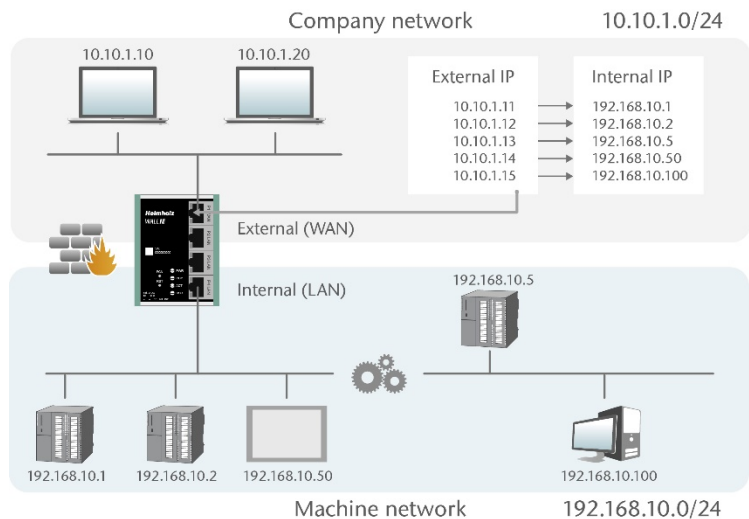 Company network 10.10.1.0/24
10.10.1.10
10.10.1.20
External IP
Internal IP
10.10.1.11
192.168.10.1
10.10.1.12
192.168.10.2
10.10.1.13
192.168.10.5
10.10.1.14
192.168.10.50
10.10.1.15
192.168.10.100
Helmholz
WALL IE
External (WAN)
Internal (LAN)
192.168.10.5
192.168.10.1
192.168.10.2
192.168.10.50
192.168.10.100
Machine network 192.168.10.0/24